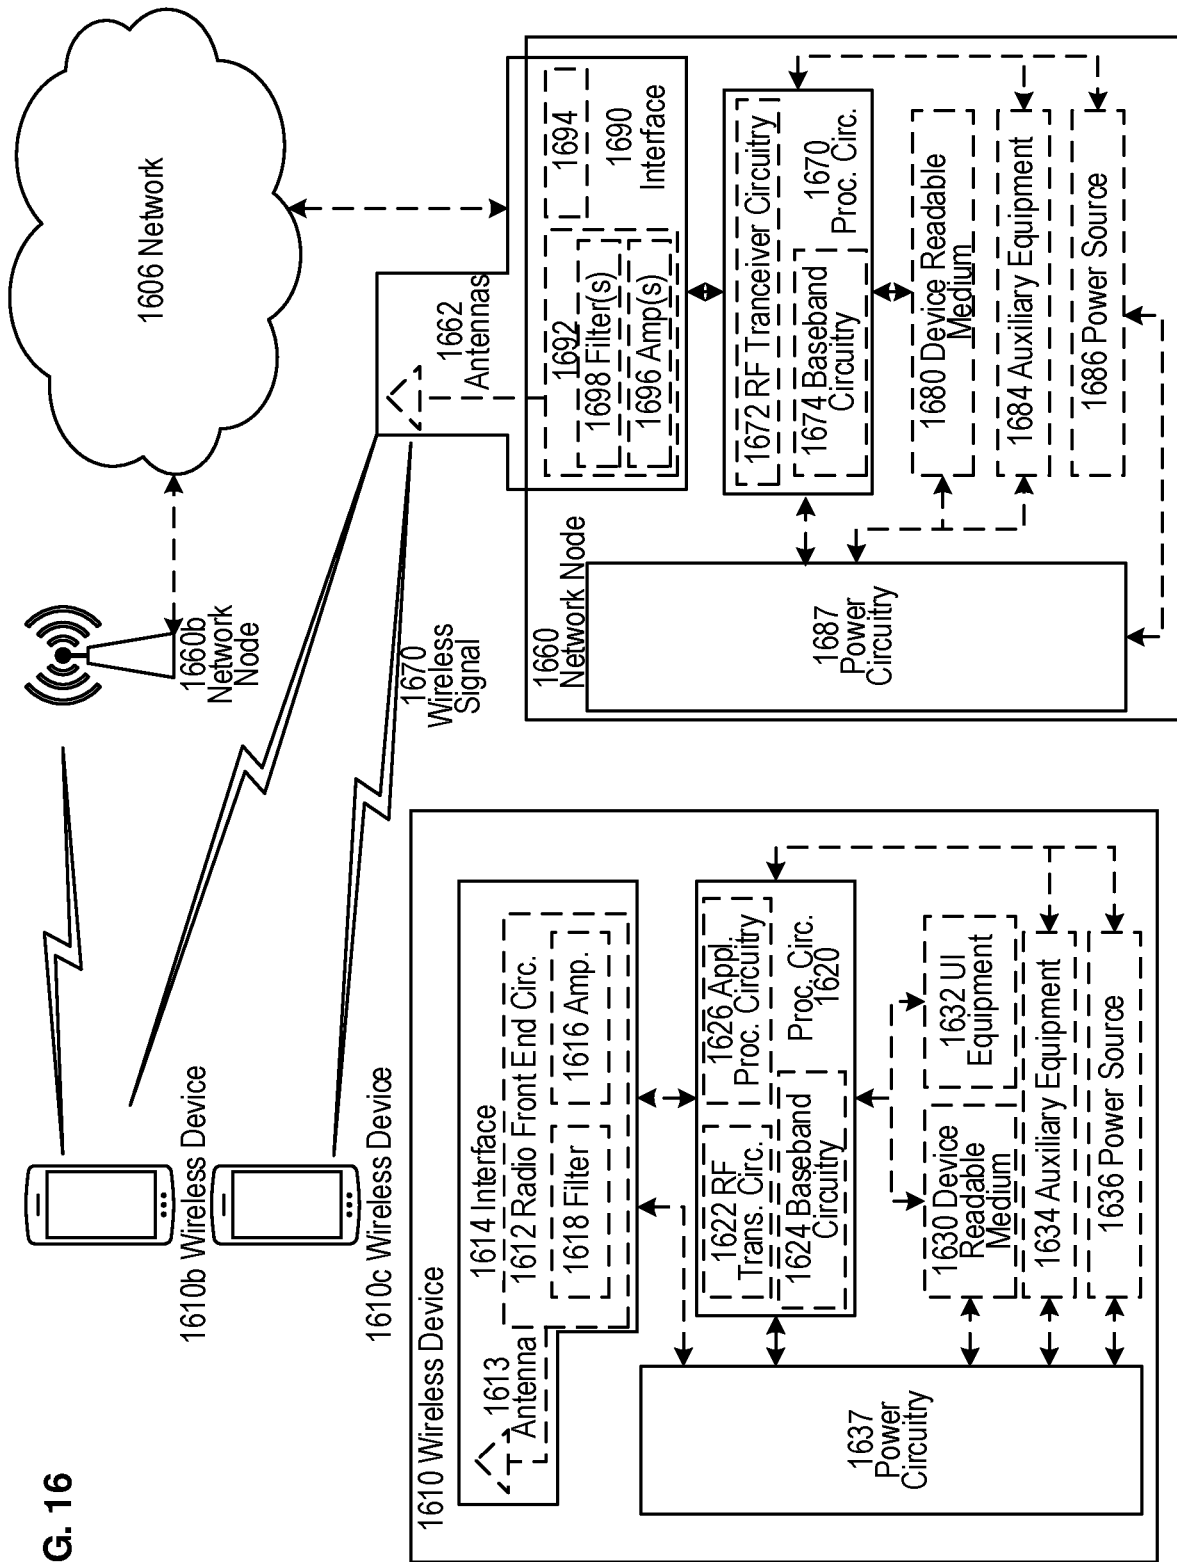 G. 16
1610b Wireless Device
1610c Wireless Device
1660b
Network
Node
1606 Network
1670
Wireless
Signal
1610 Wireless Device
1613
Antenna
1614 Interface
1612 Radio Front End Circ.
1618 Filter
1616 Amp.
1622 RF
Trans. Circ.
1626 Appl.
Proc. Circuitry
1624 Baseband
Circuitry
Proc. Circ.
1620
1630 Device
Readable
Medium
1632 UI
Equipment
1634 Auxiliary Equipment
1636 Power Source
1637
Power
Circuitry
1660
Network Node
1662
Antennas
1692
1698 Filter(s)
1696 Amp(s)
1694
1690
Interface
1672 RF Tranceiver Circuitry
1674 Baseband
Circuitry
1670
Proc. Circ.
1680 Device Readable
Medium
1684 Auxiliary Equipment
1686 Power Source
1687
Power
Circuitry